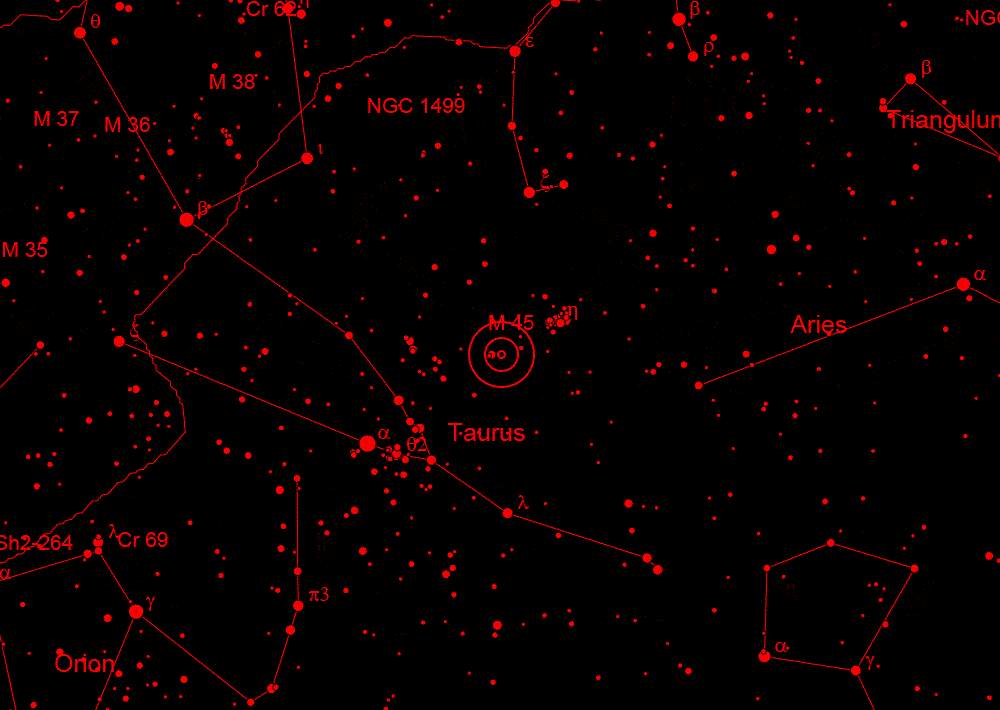 Cr 62
η
β
NGC
θ
ε
ρ
β
M 38
NGC 1499
M 37
M 36
Triangulum
ι
ζ
β
M 35
α
η
M 45
Aries
ζ
α
Taurus
θ2
λ
λ
Cr 69
Sh2-264
α
π3
γ
α
γ
Orion